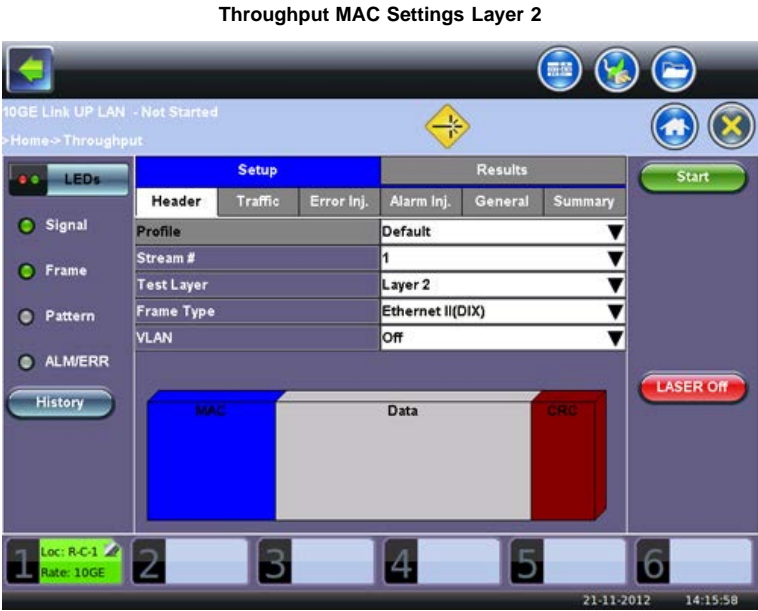 Throughput MAC Settings Layer 2
10GE Link UP LAN - Not Started
>Home->Throughput
LEDs
Signal
Frame
Pattern
ALM/ERR
History
Setup Results
Header Traffic Error Inj. Alarm Inj. General Summary
Profile Default
Stream # 1
Test Layer Layer 2
Frame Type Ethernet II(DIX)
VLAN Off
MAC Data CRC
Start
LASER Off
1 Loc: R-C-1 2 3 4 5 6
Rate: 10GE
21-11-2012 14:15:58